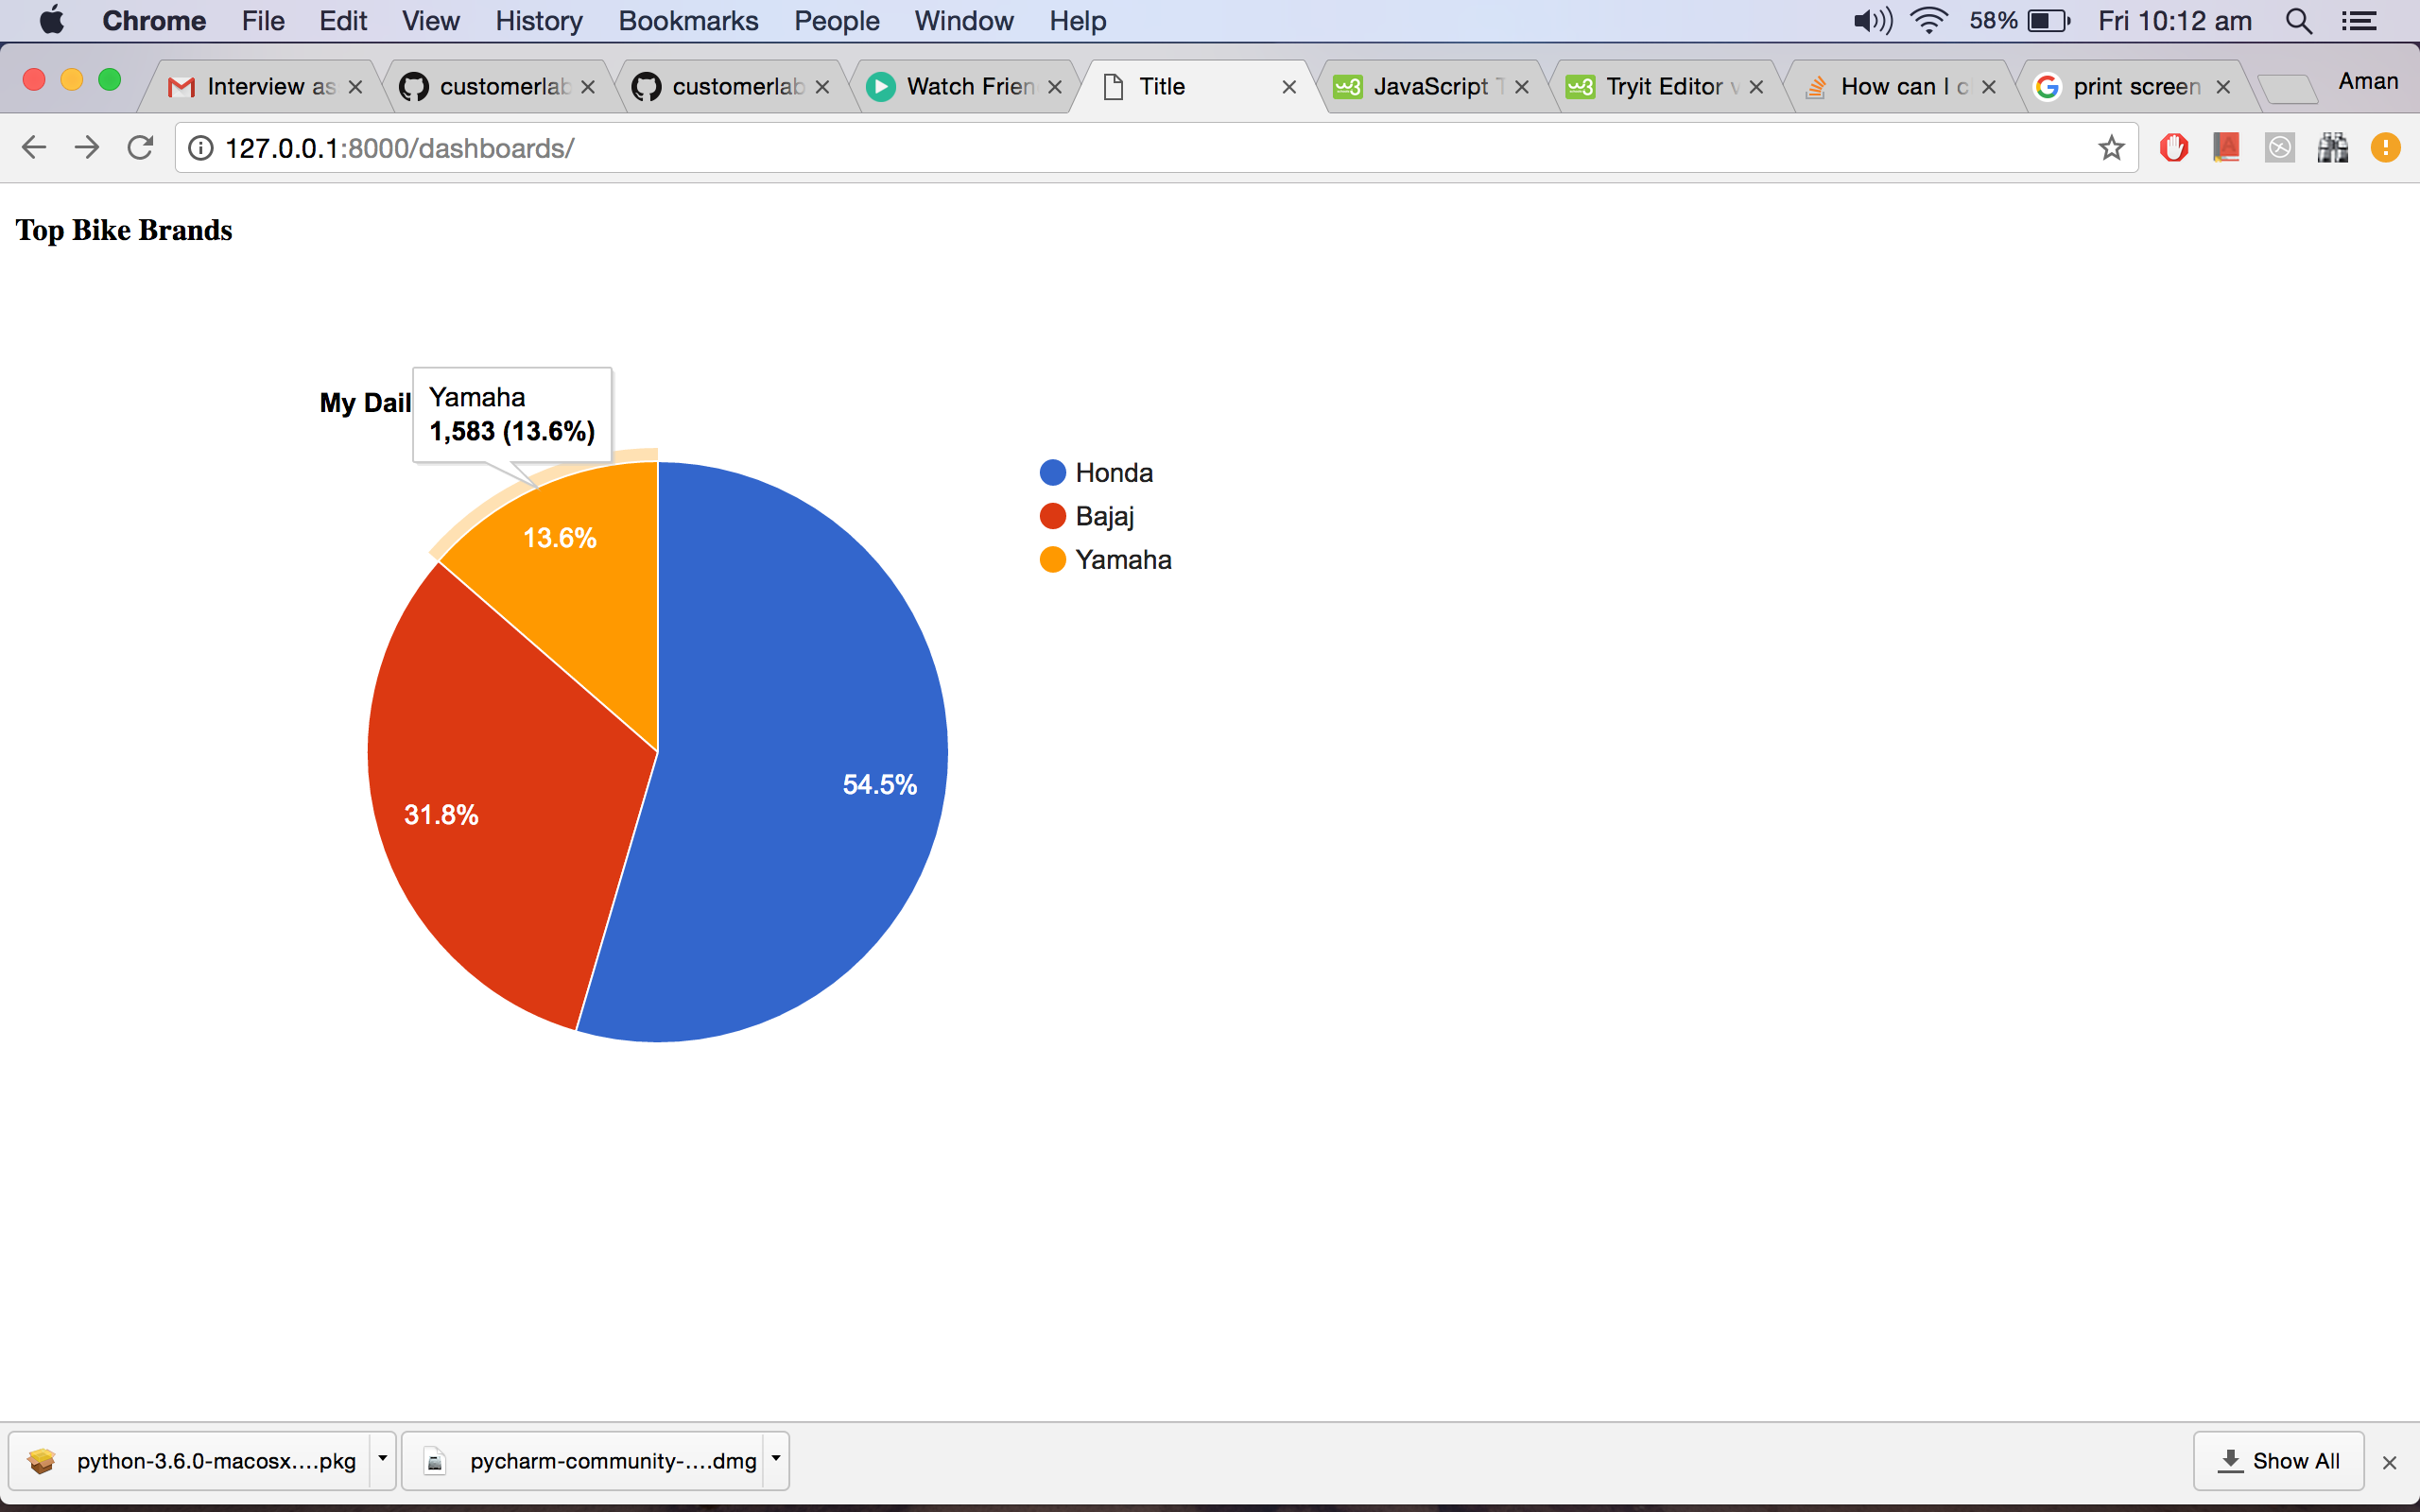 Chrome File Edit View History Bookmarks People Window Help 58% Fri 10:12 am
Interview as customerlab customerlab Watch Frien Title JavaScript T Tryit Editor v How can I c print screen Aman
127.0.0.1:8000/dashboards/
Top Bike Brands
My Dail
Yamaha
1,583 (13.6%)
Honda
Bajaj
Yamaha
13.6%
54.5%
31.8%
python-3.6.0-macosx....pkg pycharm-community-....dmg Show All